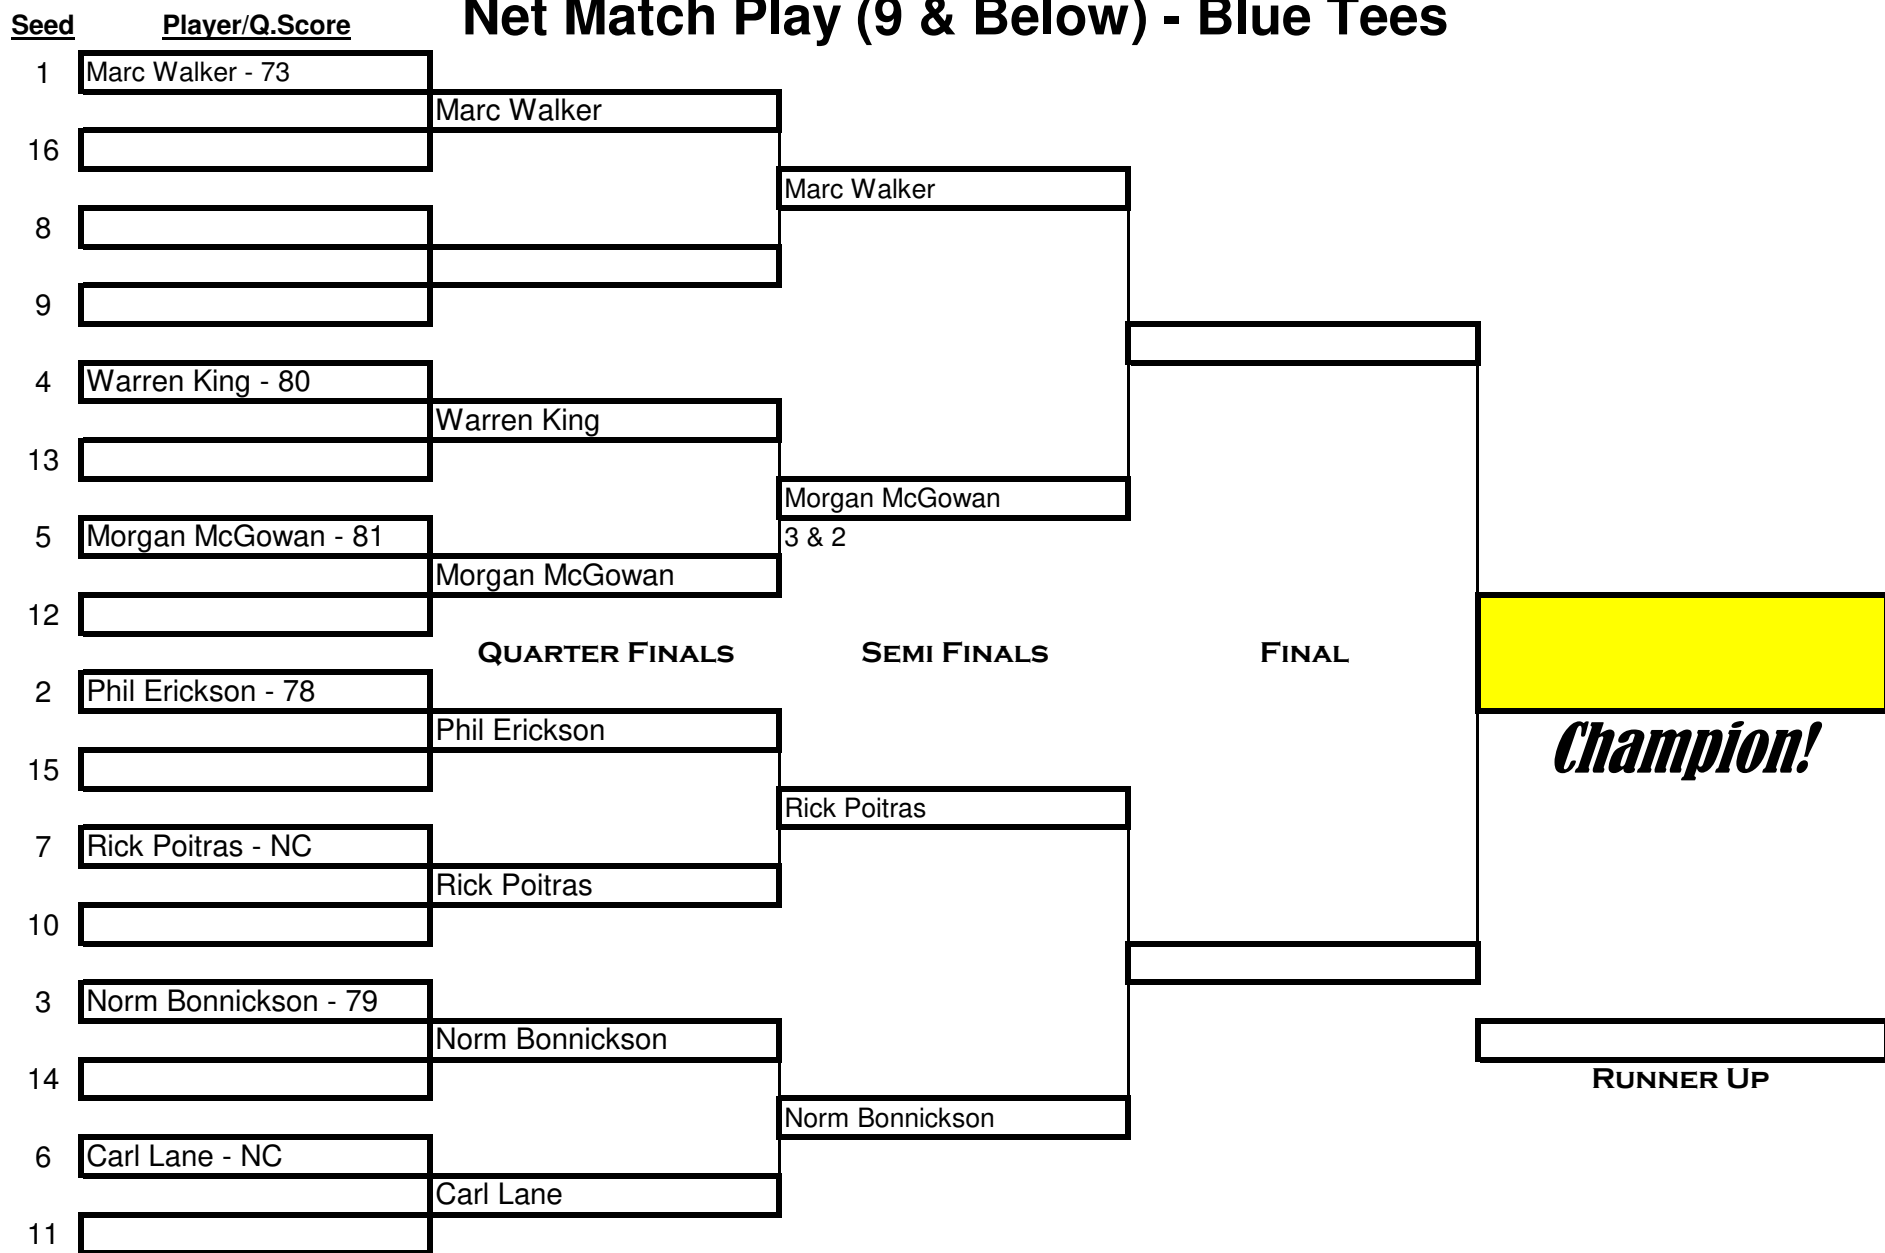 Net Match Play (9 & Below) - Blue Tees
Seed Player/Q.Score
1 Marc Walker - 73
Marc Walker
16
Marc Walker
8
9
4 Warren King - 80
Warren King
13
Morgan McGowan
5 Morgan McGowan - 81 3 & 2
Morgan McGowan
12
QUARTER FINALS SEMI FINALS FINAL
2 Phil Erickson - 78
Phil Erickson
Champion!
15
Rick Poitras
7 Rick Poitras - NC
Rick Poitras
10
3 Norm Bonnickson - 79
Norm Bonnickson
14 RUNNER UP
Norm Bonnickson
6 Carl Lane - NC
Carl Lane
11